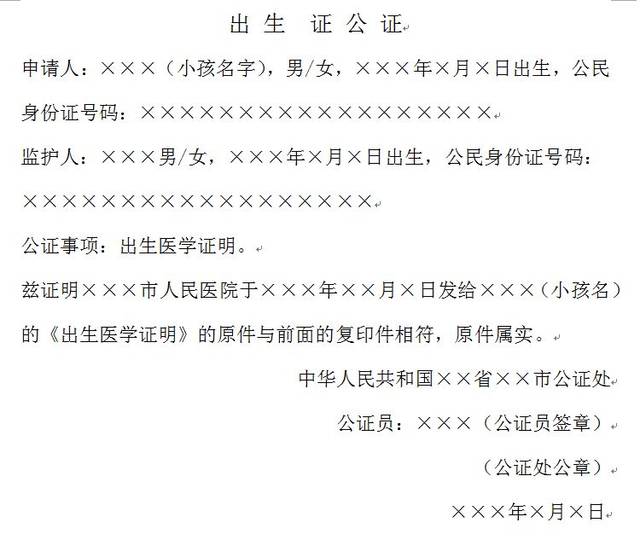 出 生 证 公 证
申请人：×××（小孩名字），男/女，×××年×月×日出生，公民
身份证号码：××××××××××××××××××
监护人：×××男/女，×××年×月×日出生，公民身份证号码：
××××××××××××××××××
公证事项：出生医学证明。
兹证明×××市人民医院于×××年××月×日发给×××（小孩名）
的《出生医学证明》的原件与前面的复印件相符，原件属实。
中华人民共和国××省××市公证处
公证员：×××（公证员签章）
（公证处公章）
×××年×月×日